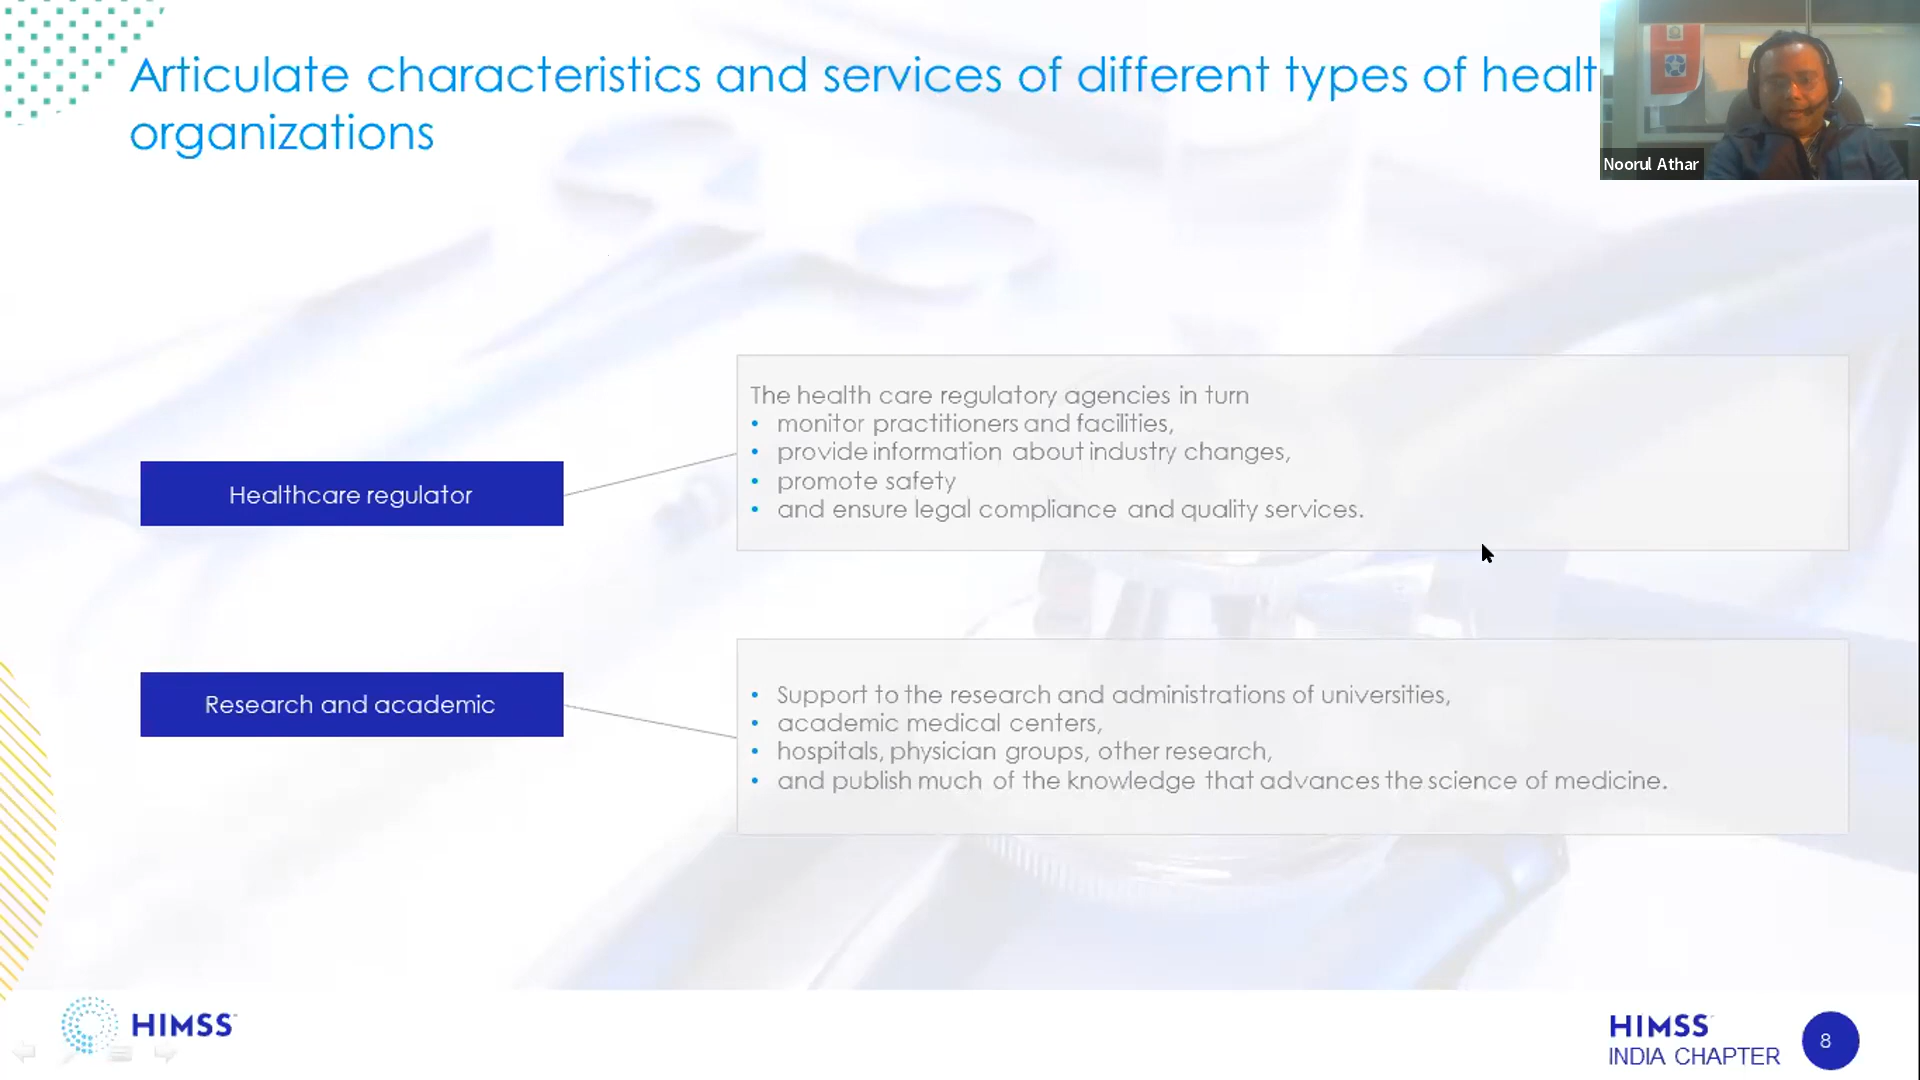 Articulate characteristics and services of different types of healt
organizations
Noorul Athar
The health care regulatory agencies in turn
• monitor practitioners and facilities,
• provide information about industry changes,
• promote safety
• and ensure legal compliance and quality services.
Healthcare regulator
Research and academic
• Support to the research and administrations of universities,
• academic medical centers,
• hospitals, physician groups, other research,
• and publish much of the knowledge that advances the science of medicine.
HIMSS
HIMSS
INDIA CHAPTER
8